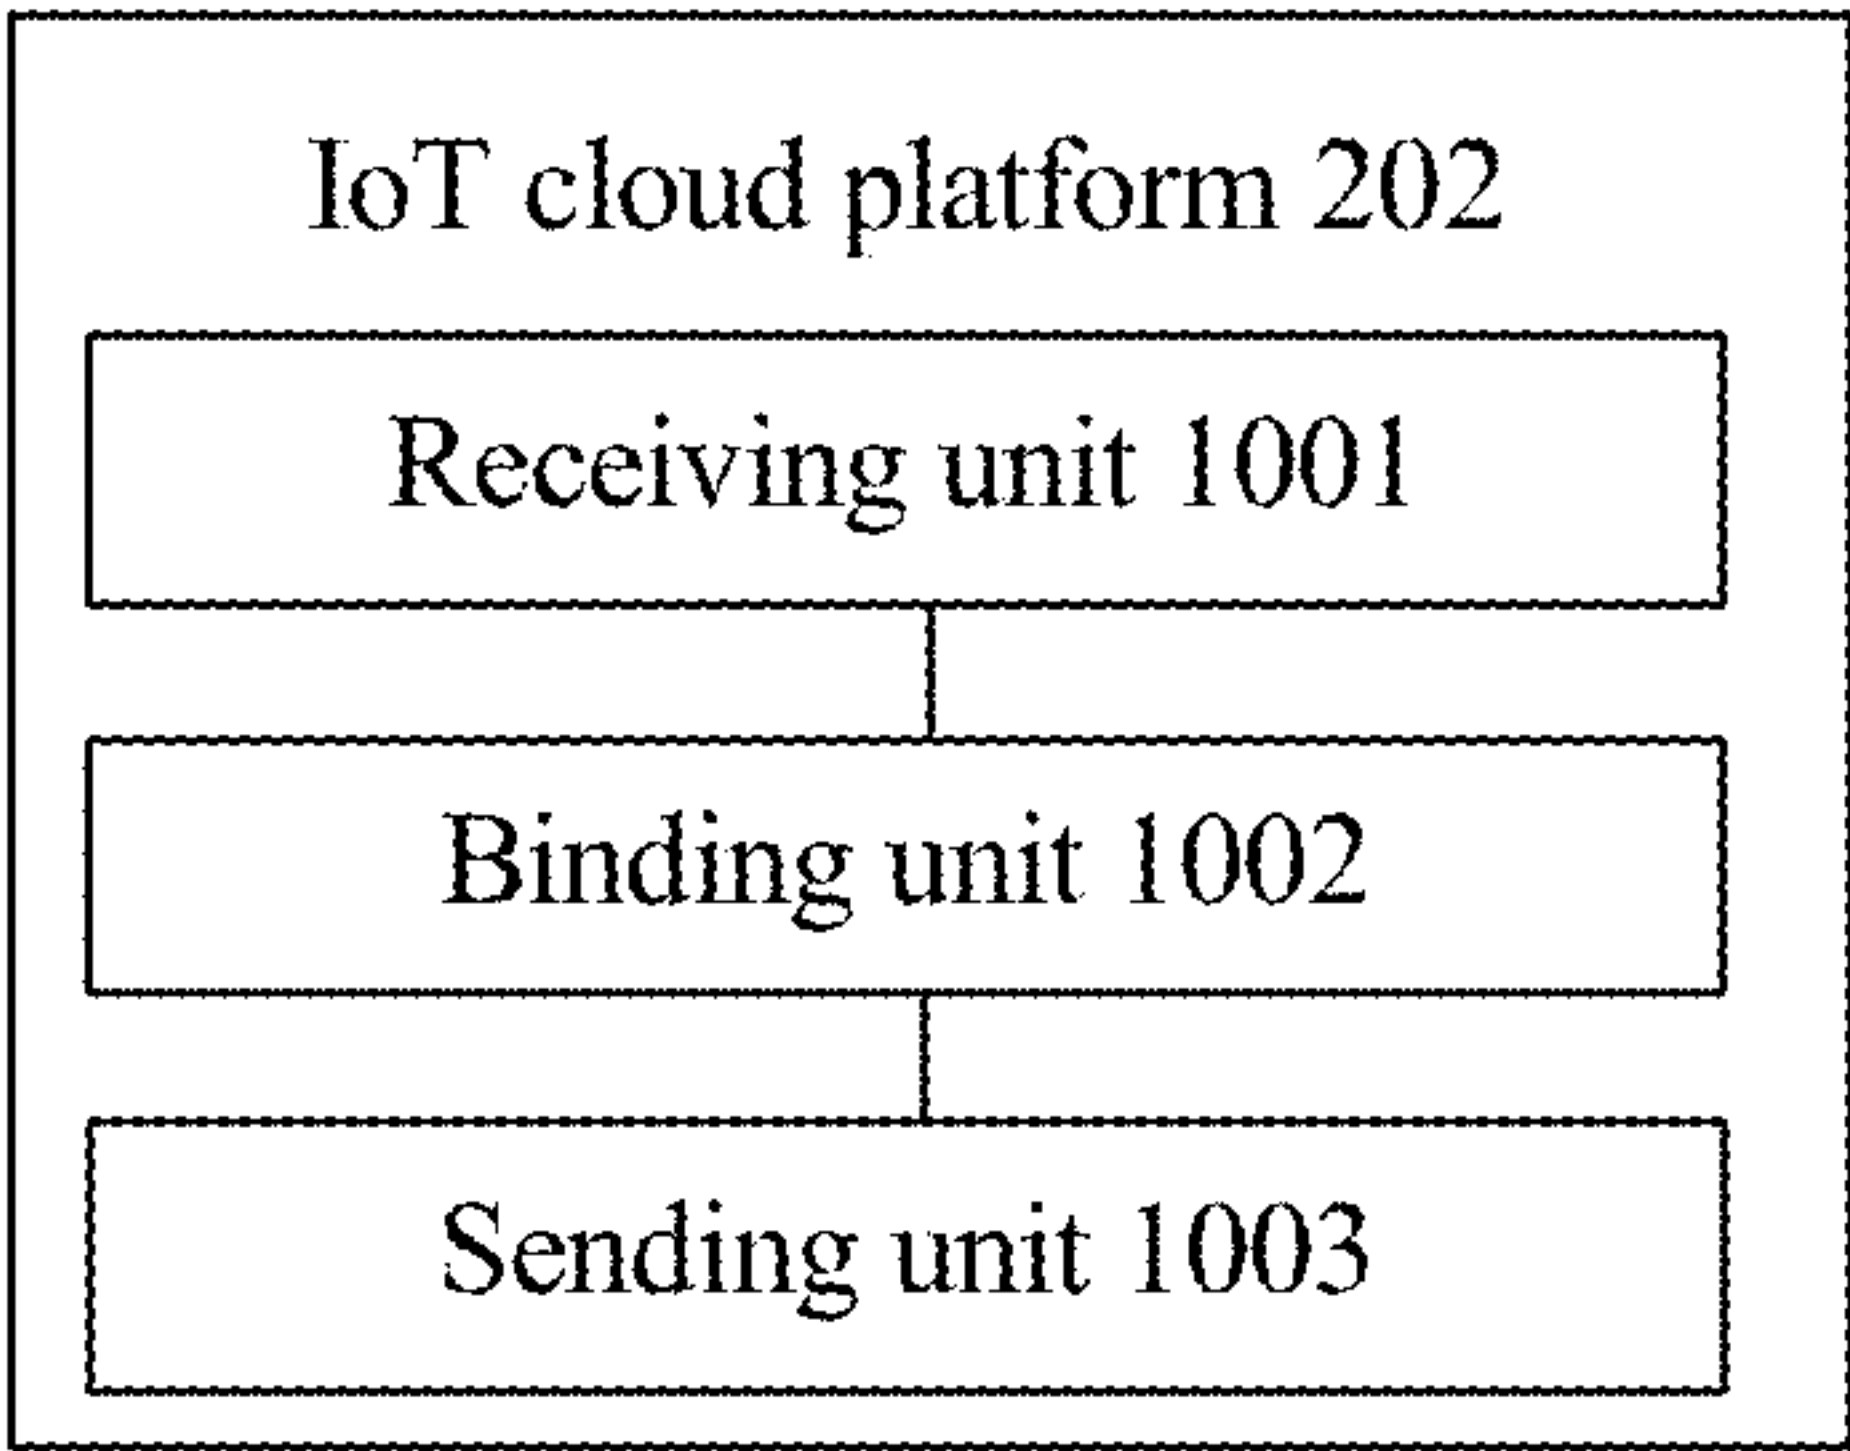 IoT cloud platform 202
Receiving unit 1001
Binding unit 1002
Sending unit 1003